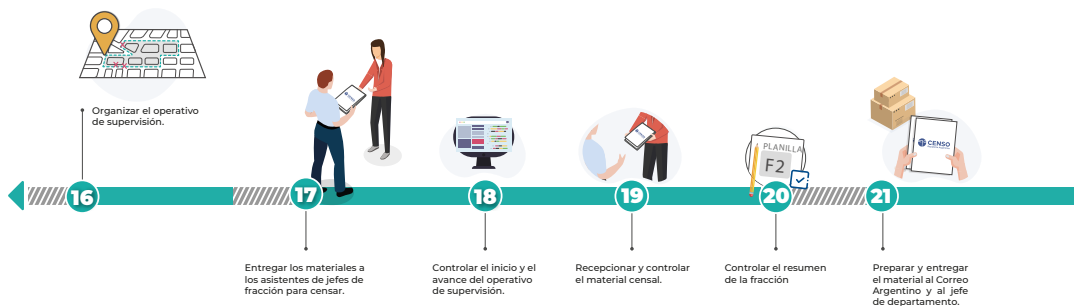 Organizar el operativo
de supervisión.
16
17
18
19
20
21
PLANILLA
F2
CENSO
Entregar los materiales a
los asistentes de jefes de
fracción para censar.
Controlar el inicio y el
avance del operativo
de supervisión.
Recepcionar y controlar
el material censal.
Controlar el resumen
de la fracción
Preparar y entregar
el material al Correo
Argentino y al jefe
de departamento.